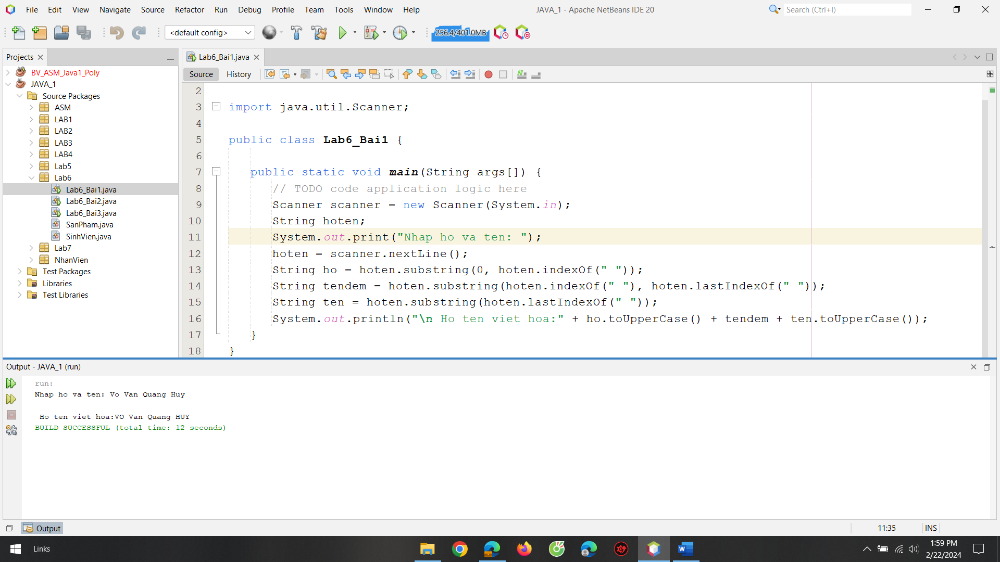 File Edit View Navigate Source Refactor Run Debug Profile Team Tools Window Help JAVA_1 - Apache NetBeans IDE 20 Search (Ctrl+I)
<default config> 256.4/401.0MB
Projects
BV_ASM_Java1_Poly
JAVA_1
Source Packages
ASM
LAB1
LAB2
LAB3
LAB4
Lab5
Lab6
Lab6_Bai1.java
Lab6_Bai2.java
Lab6_Bai3.java
SanPham.java
SinhVien.java
Lab7
NhanVien
Test Packages
Libraries
Test Libraries
Lab6_Bai1.java
Source History
2
3 import java.util.Scanner;
4
5 public class Lab6_Bai1 {
6
7 public static void main(String args[]) {
8 // TODO code application logic here
9 Scanner scanner = new Scanner(System.in);
10 String hoten;
11 System.out.print("Nhap ho va ten: ");
12 hoten = scanner.nextLine();
13 String ho = hoten.substring(0, hoten.indexOf(" "));
14 String tendem = hoten.substring(hoten.indexOf(" "), hoten.lastIndexOf(" "));
15 String ten = hoten.substring(hoten.lastIndexOf(" "));
16 System.out.println("\n Ho ten viet hoa:" + ho.toUpperCase() + tendem + ten.toUpperCase());
17 }
18 }
Output - JAVA_1 (run)
run:
Nhap ho va ten: Vo Van Quang Huy
Ho ten viet hoa:VO Van Quang HUY
BUILD SUCCESSFUL (total time: 12 seconds)
Output 11:35 INS
Links
1:59 PM
2/22/2024